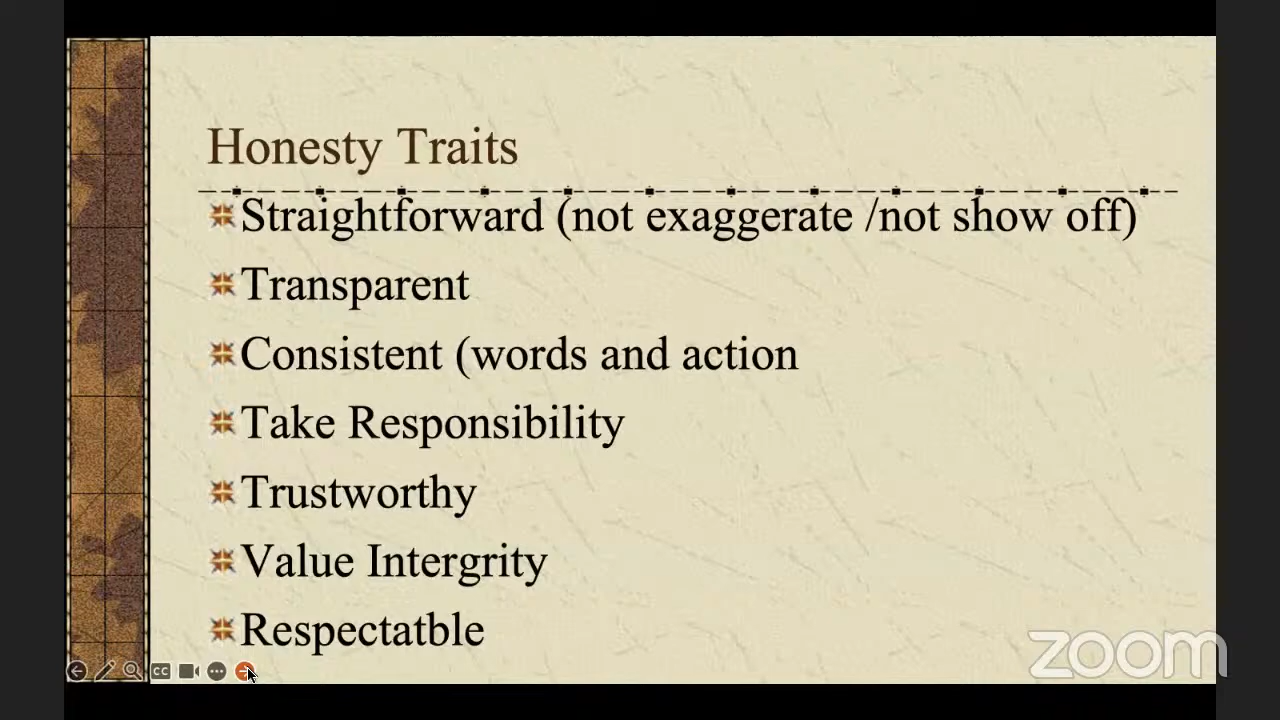 Honesty Traits
Straightforward (not exaggerate /not show off)
Transparent
Consistent (words and action
Take Responsibility
Trustworthy
Value Intergrity
Respectatble
CC
zoom